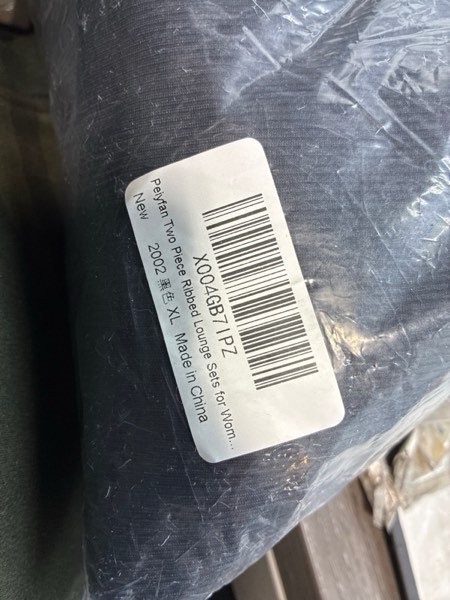 X004GB7IPZ
Peiyfan Two Piece Ribbed Lounge Sets for Wom...
New 2002 黑色 XL Made in China